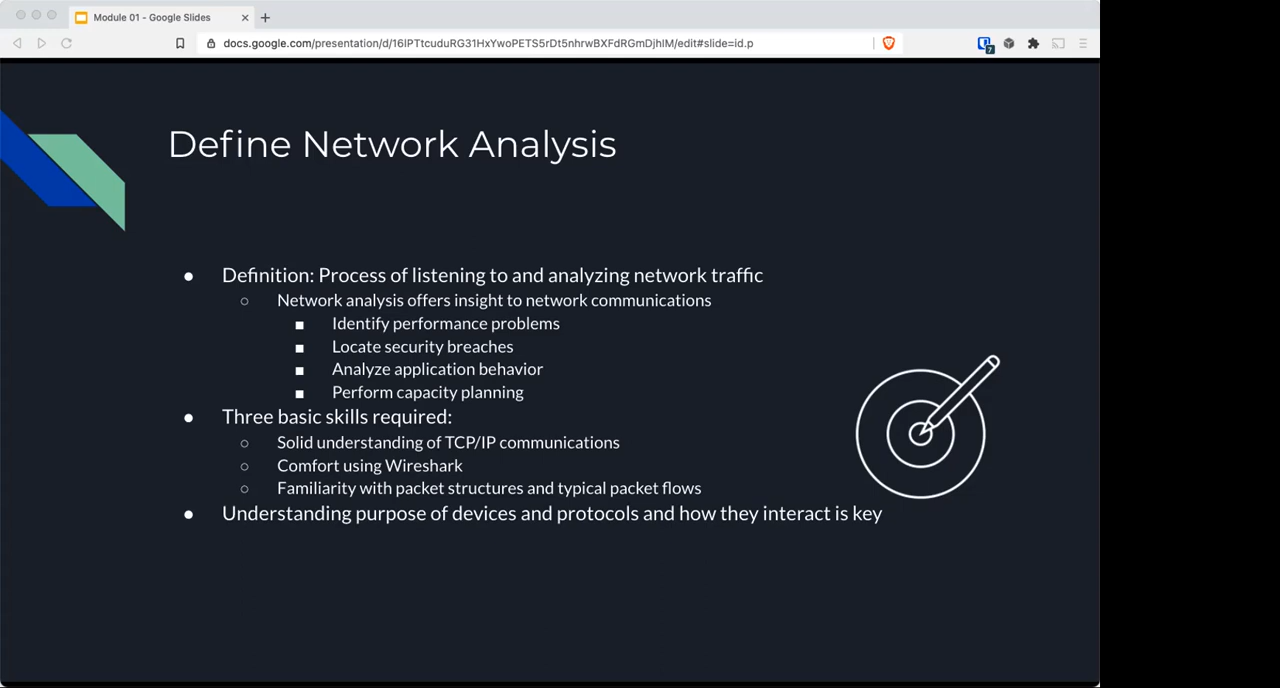 Module 01 - Google Slides
docs.google.com/presentation/d/16lPTtcuduRG31HxYwoPETS5rDt5nhrwBXFdRGmDjhIM/edit#slide=id.p
7
Define Network Analysis
● Definition: Process of listening to and analyzing network traffic
○ Network analysis offers insight to network communications
■ Identify performance problems
■ Locate security breaches
■ Analyze application behavior
■ Perform capacity planning
● Three basic skills required:
○ Solid understanding of TCP/IP communications
○ Comfort using Wireshark
○ Familiarity with packet structures and typical packet flows
● Understanding purpose of devices and protocols and how they interact is key